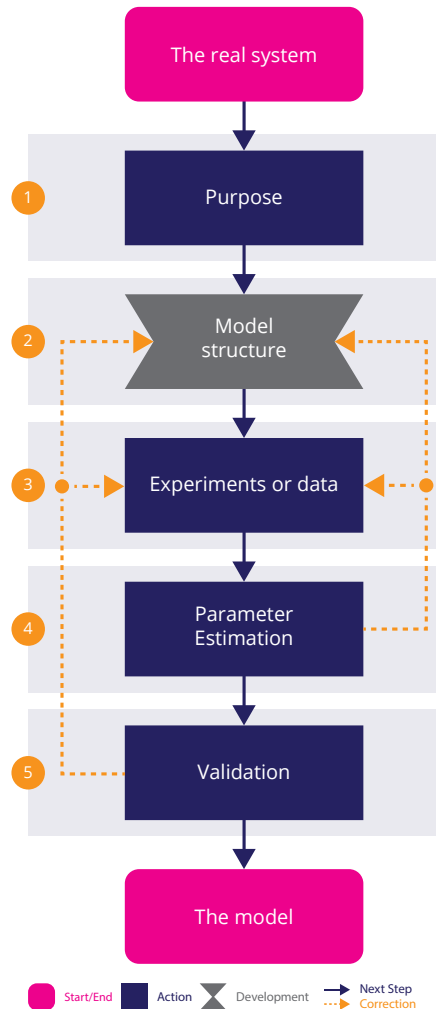 The real system
1
Purpose
2
Model
structure
3
Experiments or data
4
Parameter
Estimation
5
Validation
The model
Start/End
Action
Development
Next Step
Correction